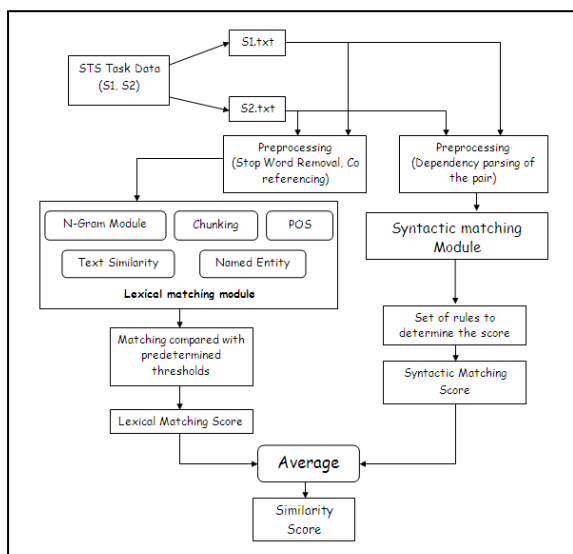 S1.txt
STS Task Data
(S1, S2)
S2.txt
Preprocessing
(Stop Word Removal, Co
referencing)
Preprocessing
(Dependency parsing of
the pair)
N-Gram Module
Chunking
POS
Text Similarity
Named Entity
Lexical matching module
Syntactic matching
Module
Matching compared with
predetermined
thresholds
Set of rules to
determine the score
Syntactic Matching
Score
Lexical Matching Score
Average
Similarity
Score